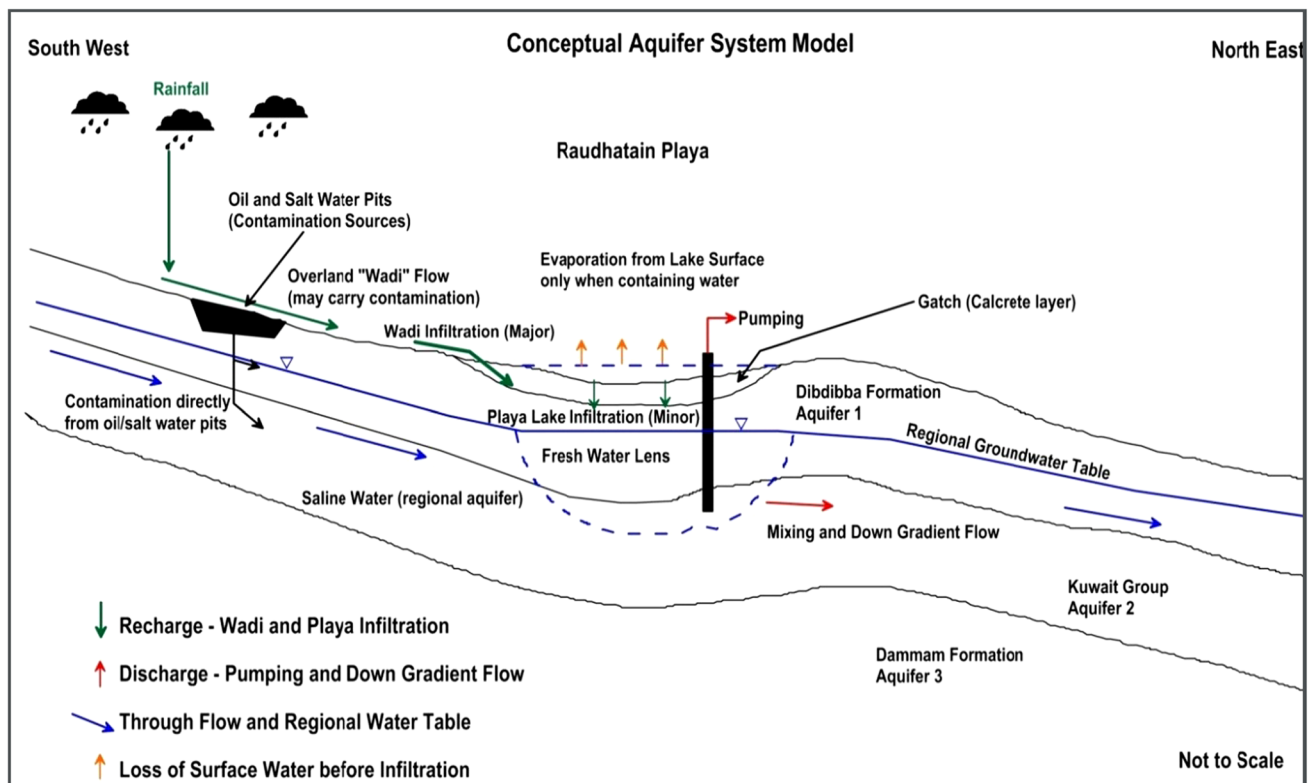 Conceptual Aquifer System Model
South West
North East
Rainfall
Raudhatain Playa
Oil and Salt Water Pits
(Contamination Sources)
Overland "Wadi" Flow
(may carry contamination)
Evaporation from Lake Surface
only when containing water
Gatch (Calcrete layer)
Pumping
Wadi Infiltration (Major)
Contamination directly
from oil/salt water pits
Playa Lake Infiltration (Minor)
Dibdibba Formation
Aquifer 1
Regional Groundwater Table
Fresh Water Lens
Saline Water (regional aquifer)
Mixing and Down Gradient Flow
Kuwait Group
Aquifer 2
Dammam Formation
Aquifer 3
Recharge - Wadi and Playa Infiltration
Discharge - Pumping and Down Gradient Flow
Through Flow and Regional Water Table
Loss of Surface Water before Infiltration
Not to Scale